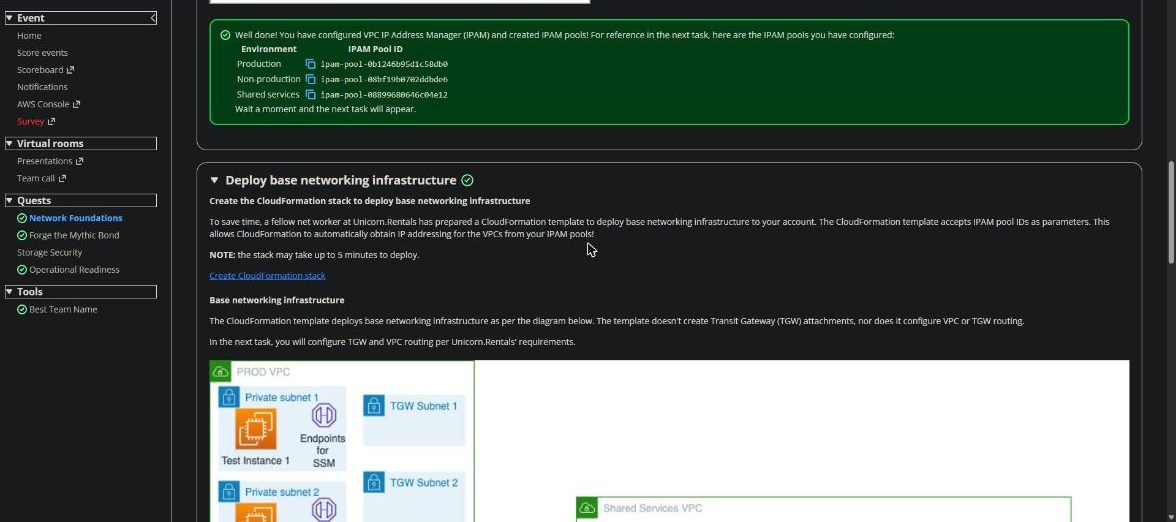 Event
Home
Score events
Scoreboard
Notifications
AWS Console
Survey
Virtual rooms
Presentations
Team call
Quests
Network Foundations
Forge the Mythic Bond
Storage Security
Operational Readiness
Tools
Best Team Name
Well done! You have configured VPC IP Address Manager (IPAM) and created IPAM pools! For reference in the next task, here are the IPAM pools you have configured:
Environment IPAM Pool ID
Production ipam-pool-0b1246b95d1c58db0
Non-production ipam-pool-08bf19b0702ddbde6
Shared services ipam-pool-08899680646c04e12
Wait a moment and the next task will appear.
Deploy base networking infrastructure
Create the CloudFormation stack to deploy base networking infrastructure
To save time, a fellow net worker at Unicorn.Rentals has prepared a CloudFormation template to deploy base networking infrastructure to your account. The CloudFormation template accepts IPAM pool IDs as parameters. This
allows CloudFormation to automatically obtain IP addressing for the VPCs from your IPAM pools!
NOTE: the stack may take up to 5 minutes to deploy.
Create CloudFormation stack
Base networking infrastructure
The CloudFormation template deploys base networking infrastructure as per the diagram below. The template doesn't create Transit Gateway (TGW) attachments, nor does it configure VPC or TGW routing.
In the next task, you will configure TGW and VPC routing per Unicorn.Rentals' requirements.
PROD VPC
Private subnet 1
Endpoints
for
SSM
Test Instance 1
TGW Subnet 1
Private subnet 2
TGW Subnet 2
Shared Services VPC